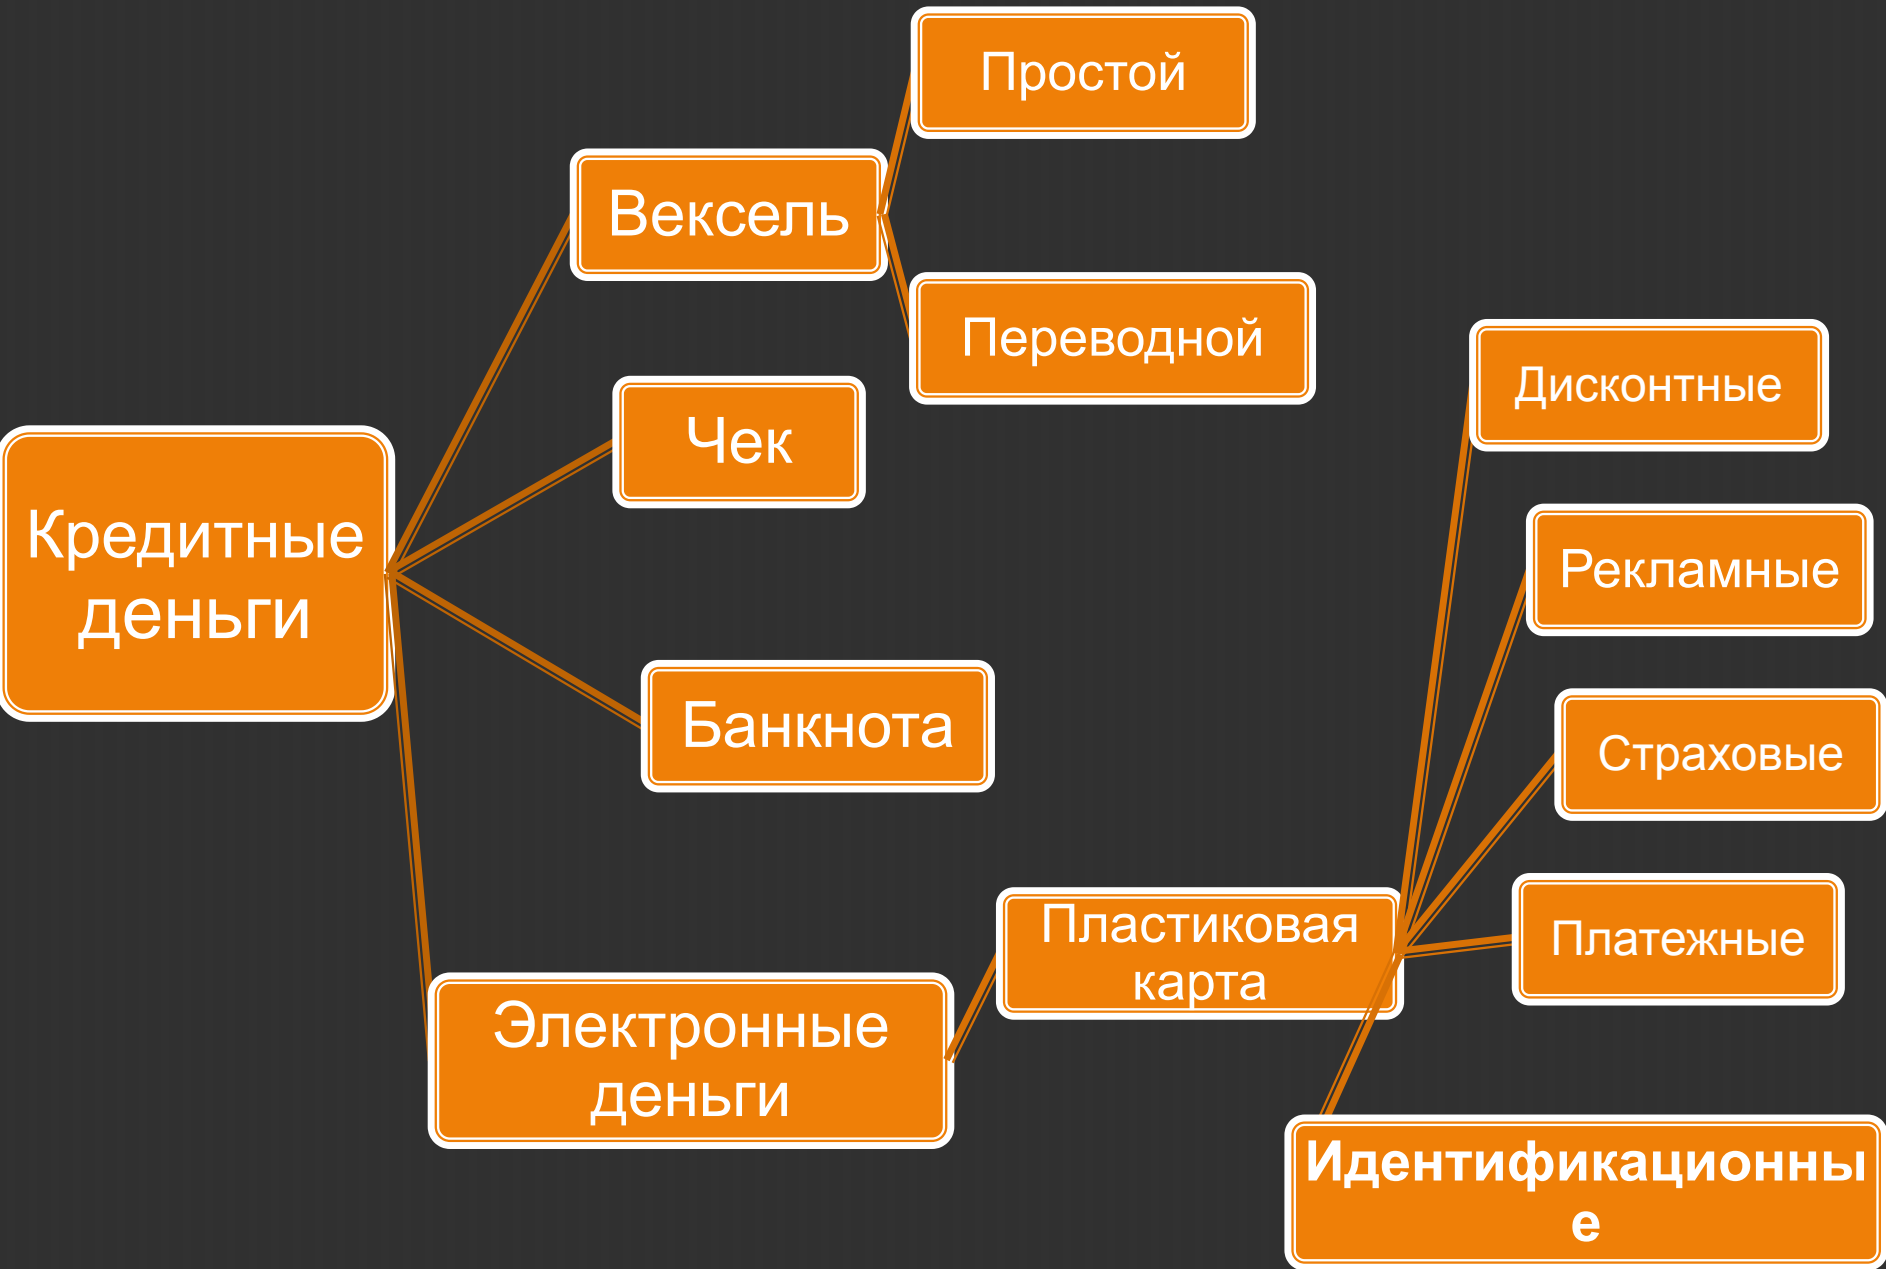 Простой
Вексель
Переводной
Дисконтные
Чек
Кредитные
деньги
Рекламные
Банкнота
Страховые
Пластиковая
карта
Платежные
Электронные
деньги
Идентификационны
е